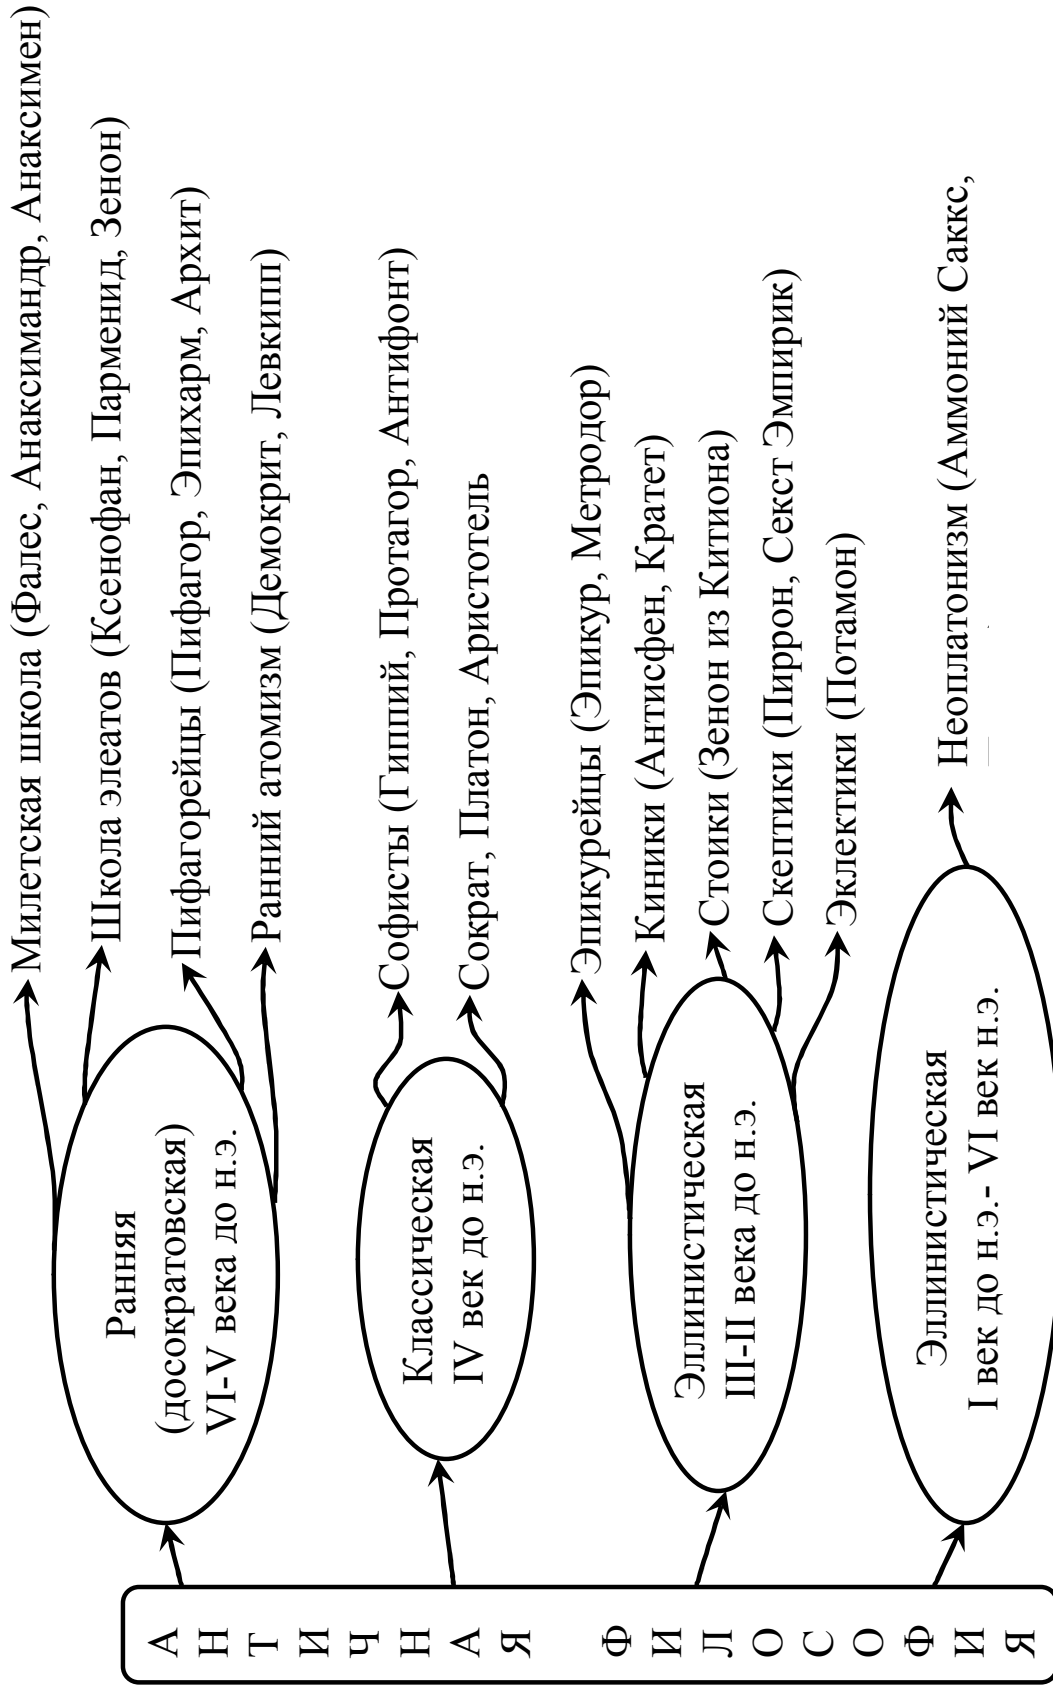 АНТИЧНАЯ ФИЛОСОФИЯ
Ранняя
(досократовская)
VI-V века до н.э.
Милетская школа (Фалес, Анаксимандр, Анаксимен)
Школа элеатов (Ксенофан, Парменид, Зенон)
Пифагорейцы (Пифагор, Эпихарм, Архит)
Ранний атомизм (Демокрит, Левкипп)
Классическая
IV век до н.э.
Софисты (Гиппий, Протагор, Антифонт)
Сократ, Платон, Аристотель
Эллинистическая
III-II века до н.э.
Эпикурейцы (Эпикур, Метродор)
Киники (Антисфен, Кратет)
Стоики (Зенон из Китиона)
Скептики (Пиррон, Секст Эмпирик)
Эклектики (Потамон)
Эллинистическая
I век до н.э.- VI век н.э.
Неоплатонизм (Аммоний Саккс,